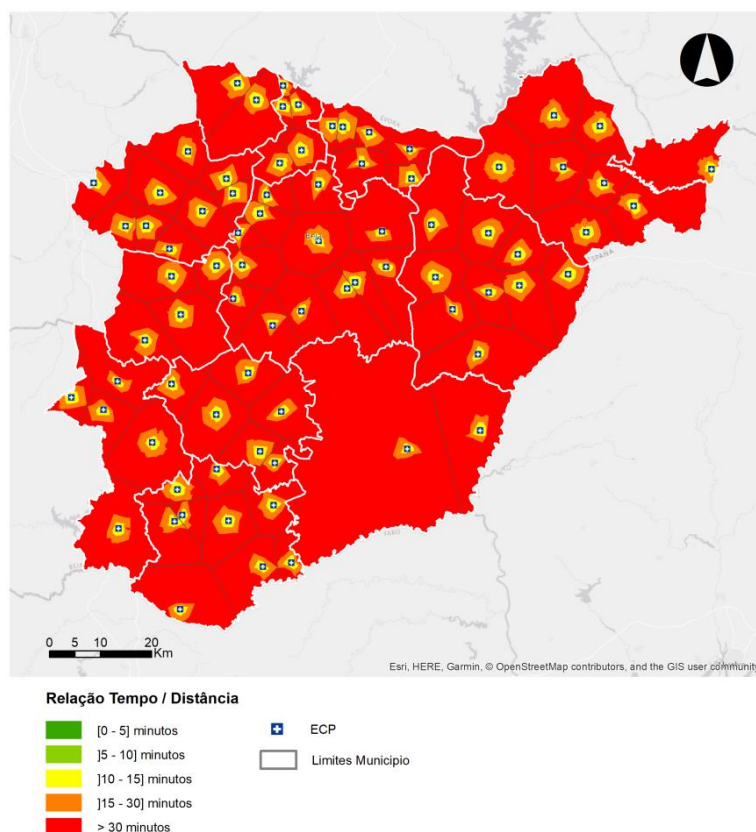 ESPAÑA
0 5 10 20
Km
Esri, HERE, Garmin, © OpenStreetMap contributors, and the GIS user community
Relação Tempo / Distância
[0 - 5] minutos
]5 - 10] minutos
]10 - 15] minutos
]15 - 30] minutos
> 30 minutos
ECP
Limites Municipio